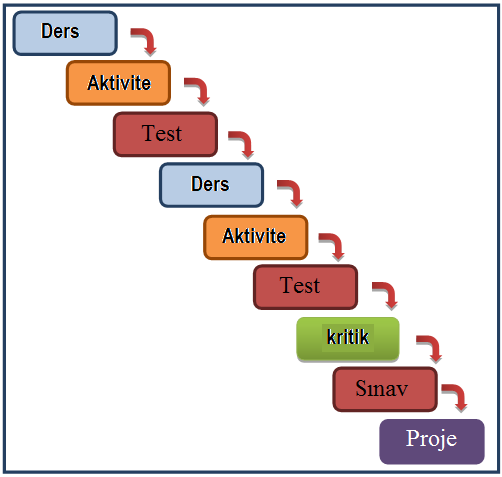 Ders
Aktivite
Test
Ders
Aktivite
Test
kritik
Sınav
Proje